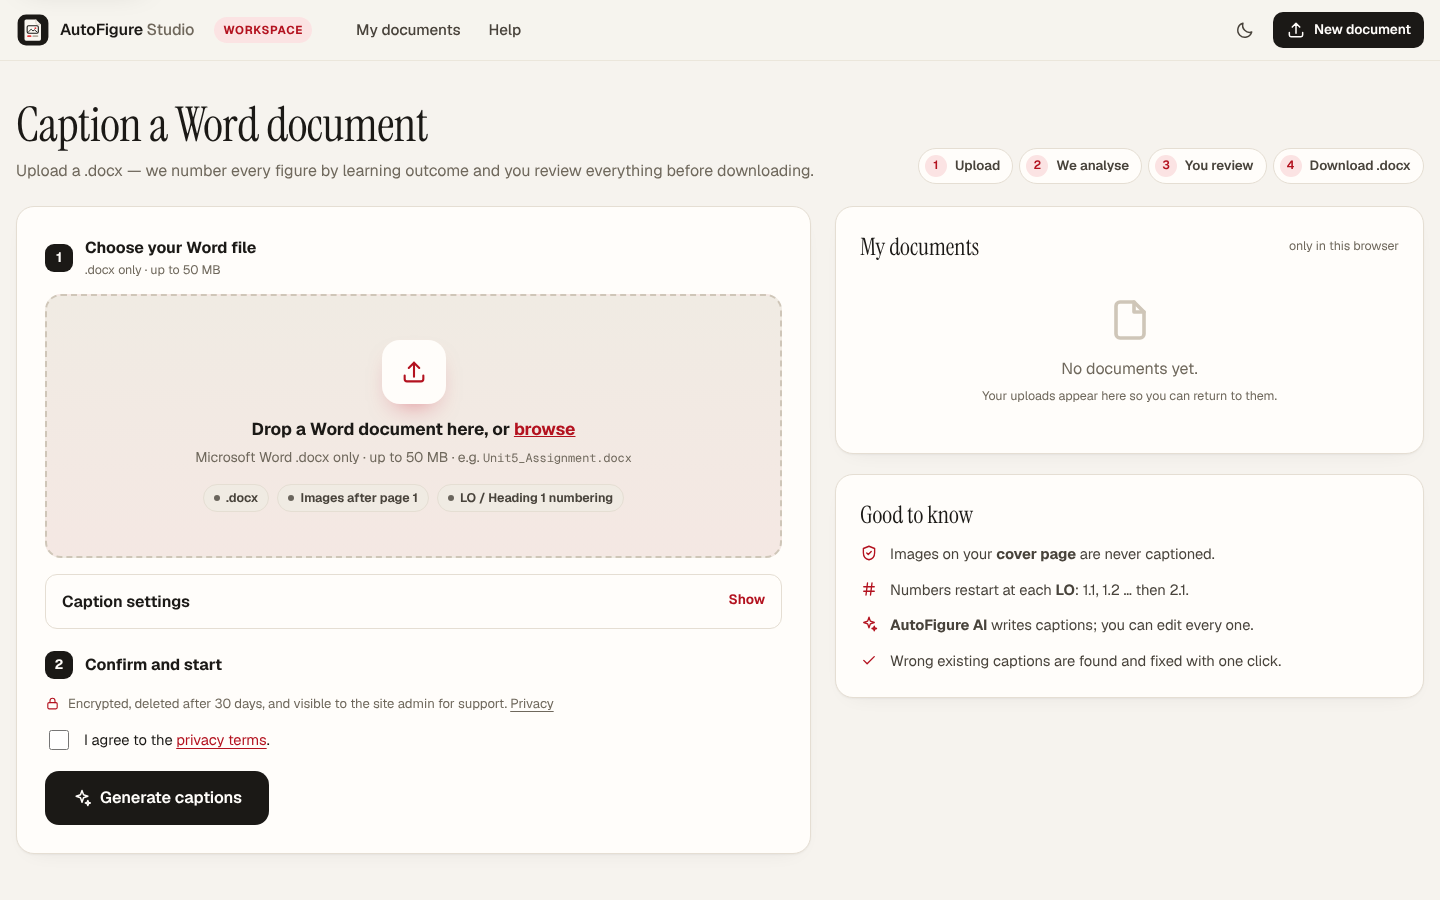 AutoFigure Studio
WORKSPACE
My documents
Help
New document
Caption a Word document
Upload a .docx — we number every figure by learning outcome and you review everything before downloading.
1 Upload
2 We analyse
3 You review
4 Download .docx
1
Choose your Word file
.docx only · up to 50 MB
Drop a Word document here, or browse
Microsoft Word .docx only · up to 50 MB · e.g. Unit5_Assignment.docx
.docx
Images after page 1
LO / Heading 1 numbering
Caption settings
Show
2 Confirm and start
Encrypted, deleted after 30 days, and visible to the site admin for support. Privacy
I agree to the privacy terms.
Generate captions
My documents
only in this browser
No documents yet.
Your uploads appear here so you can return to them.
Good to know
Images on your cover page are never captioned.
Numbers restart at each LO: 1.1, 1.2 … then 2.1.
AutoFigure AI writes captions; you can edit every one.
Wrong existing captions are found and fixed with one click.